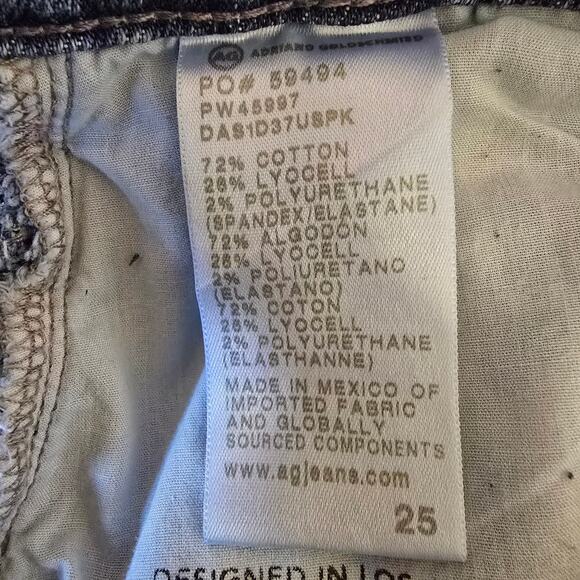 AG ADRIANO GOLDSCHMIED
PO# 59494
PW45997
DAS1D37USPK
72% COTTON
26% LYOCELL
2% POLYURETHANE
(SPANDEX/ELASTANE)
72% ALGODON
26% LYOCELL
2% POLIURETANO
(ELASTANO)
72% COTON
26% LYOCELL
2% POLYURETHANE
(ELASTHANNE)
MADE IN MEXICO OF
IMPORTED FABRIC
AND GLOBALLY
SOURCED COMPONENTS
www.agjeans.com
25
DESIGNED IN LOS